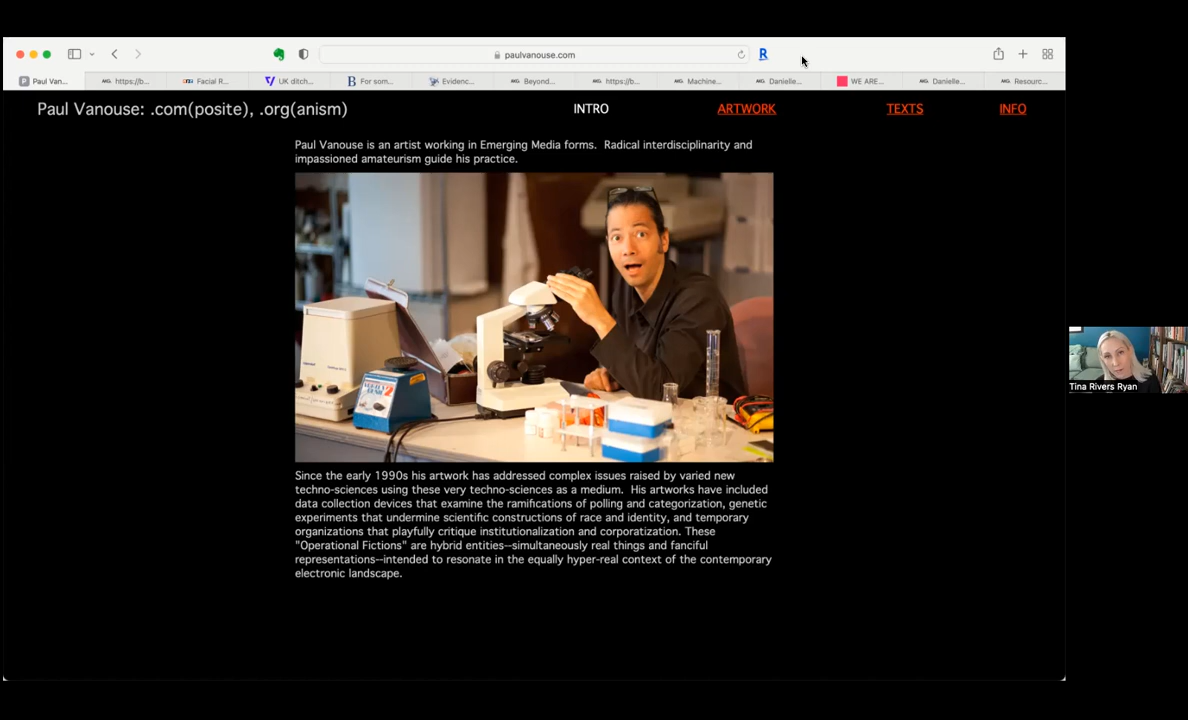 paulvanouse.com
R
P Paul Van...
https://b...
Facial R...
UK ditch...
B For som...
Evidenc...
Beyond...
https://b...
Machine...
Danielle...
WE ARE...
Danielle...
Resourc...
Paul Vanouse: .com(posite), .org(anism)
INTRO
ARTWORK
TEXTS
INFO
Paul Vanouse is an artist working in Emerging Media forms. Radical interdisciplinarity and
impassioned amateurism guide his practice.
Since the early 1990s his artwork has addressed complex issues raised by varied new
techno-sciences using these very techno-sciences as a medium. His artworks have included
data collection devices that examine the ramifications of polling and categorization, genetic
experiments that undermine scientific constructions of race and identity, and temporary
organizations that playfully critique institutionalization and corporatization. These
"Operational Fictions" are hybrid entities--simultaneously real things and fanciful
representations--intended to resonate in the equally hyper-real context of the contemporary
electronic landscape.
Tina Rivers Ryan